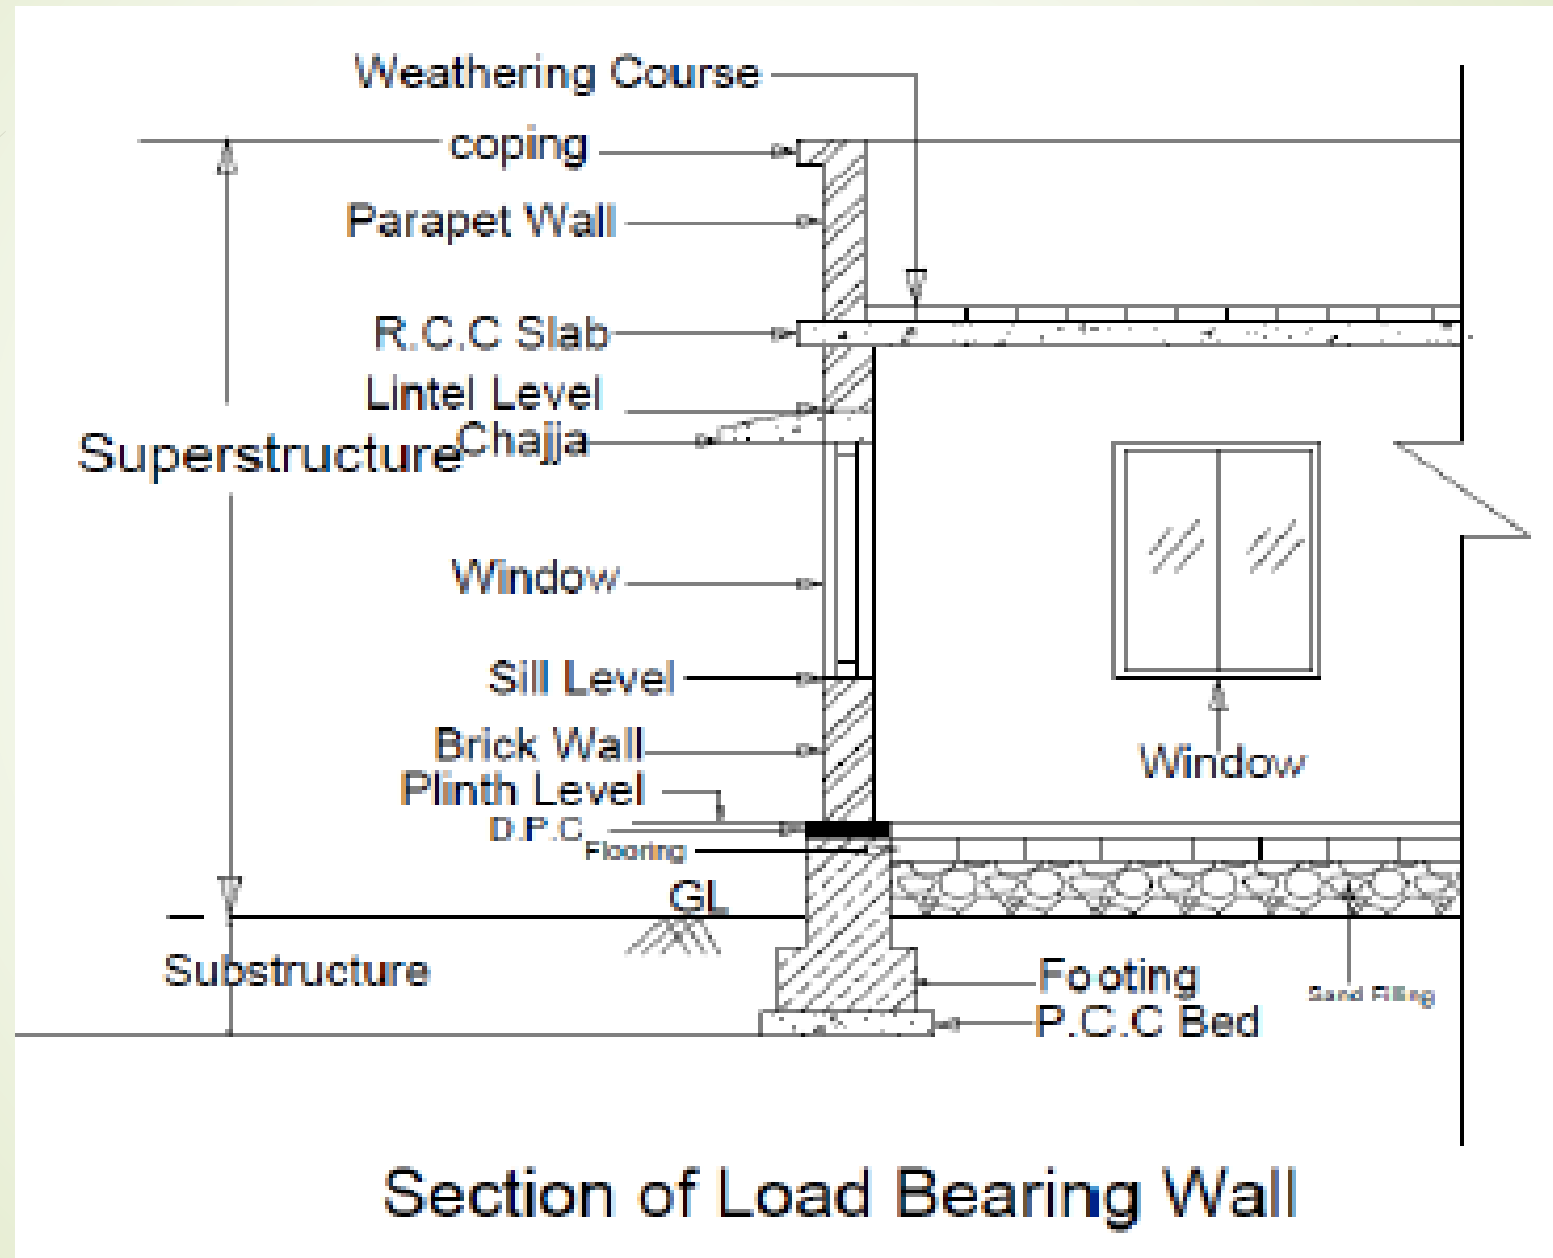 Weathering Course
coping
Parapet Wall
R.C.C Slab
Lintel Level
Chajja
Superstructure
Window
Sill Level
Brick Wall
Window
Plinth Level
D.P.C
Flooring
GL
Substructure
Footing
Sand Filling
P.C.C Bed
Section of Load Bearing Wall